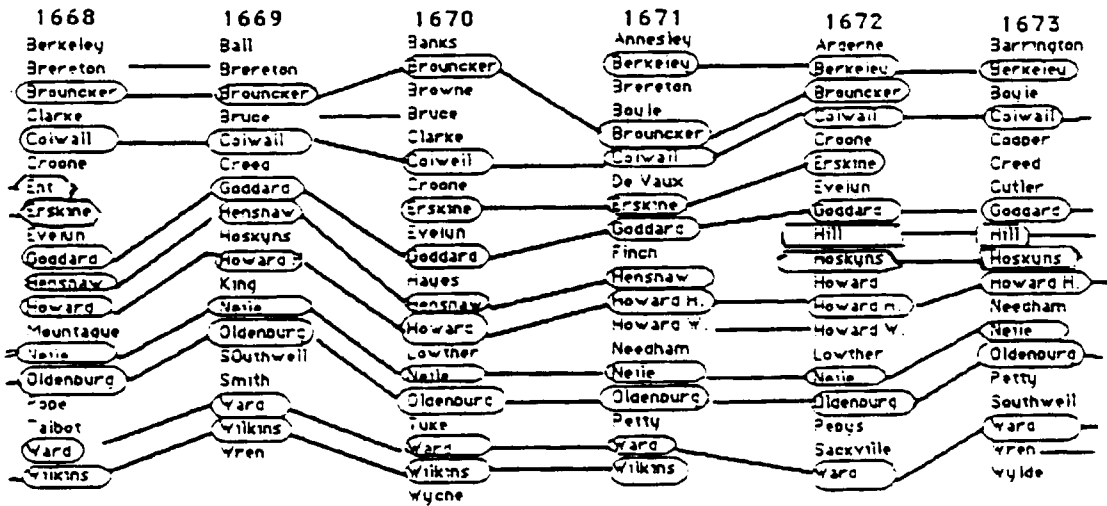 1668
Berkeley
Brereton
Brouncker
Clarke
Colwall
Croone
Ent
Erskine
Evelyn
Goddard
Henshaw
Howard
Mountague
Neile
Oldenburg
Pope
Talbot
Ward
Wilkins
1669
Ball
Brereton
Brouncker
Bruce
Colwall
Creed
Goddard
Henshaw
Hoskyns
Howard
King
Neile
Oldenburg
SOuthwell
Smith
Ward
Wilkins
Wren
1670
Banks
Brouncker
Browne
Bruce
Clarke
Colwell
Croone
Erskine
Evelyn
Goddard
Hayes
Henshaw
Howard
Lowther
Neile
Oldenburg
Tuke
Ward
Wilkins
Wyche
1671
Annesley
Berkeley
Brereton
Boyle
Brouncker
Colwall
De Vaux
Erskine
Goddard
Finch
Henshaw
Howard H.
Howard W.
Needham
Neile
Oldenburg
Petty
Ward
Wilkins
1672
Arderne
Berkeley
Brouncker
Colwall
Croone
Erskine
Evelyn
Goddard
Hill
Hoskyns
Howard
Howard H.
Howard W.
Lowther
Neile
Oldenburg
Pepys
Sackville
Ward
1673
Barrington
Berkeley
Boyle
Colwall
Cooper
Creed
Cutler
Goddard
Hill
Hoskyns
Howard H.
Needham
Neile
Oldenburg
Petty
Southwell
Ward
Wren
Wylde